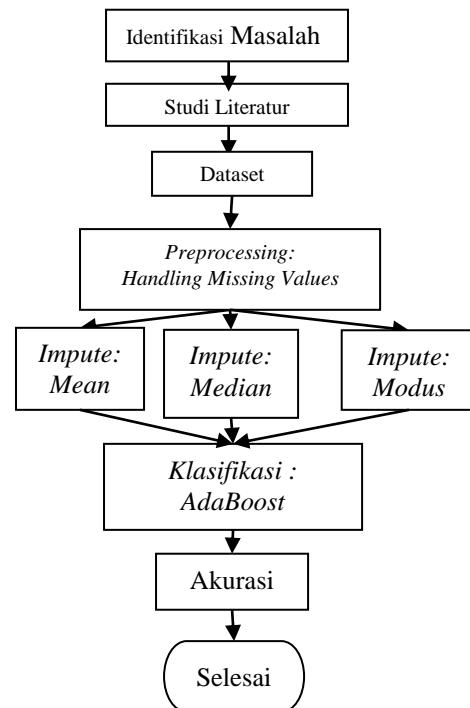 Identifikasi Masalah
Studi Literatur
Dataset
Preprocessing:
Handling Missing Values
Impute:
Mean
Impute:
Median
Impute:
Modus
Klasifikasi :
AdaBoost
Akurasi
Selesai